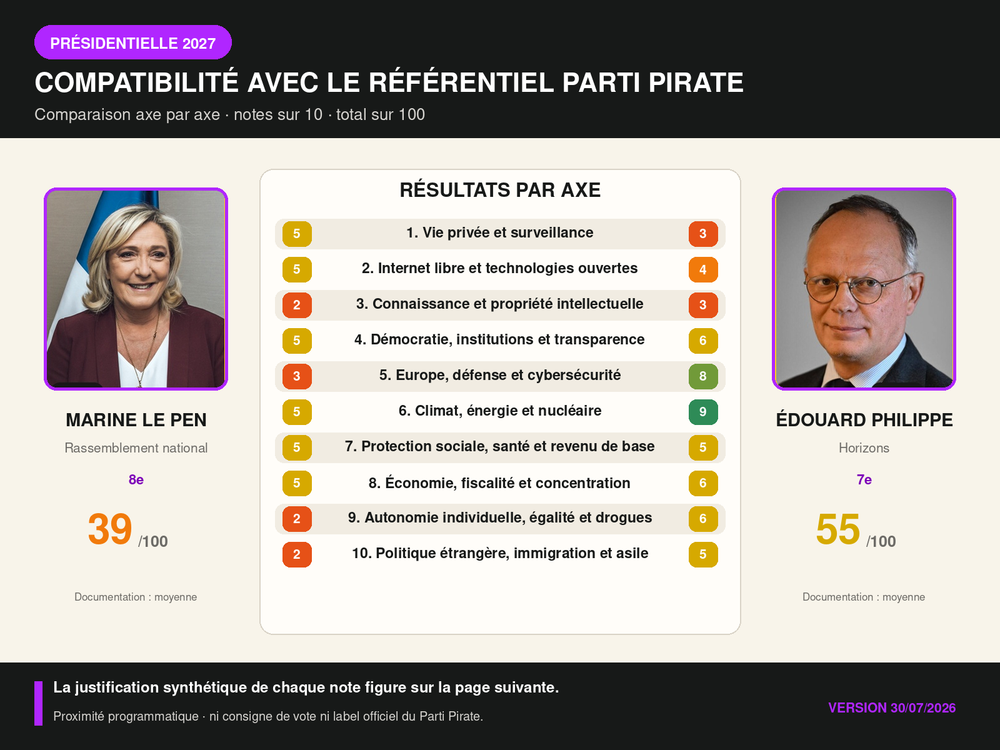 PRÉSIDENTIELLE 2027
COMPATIBILITÉ AVEC LE RÉFÉRENTIEL PARTI PIRATE
Comparaison axe par axe · notes sur 10 · total sur 100
RÉSULTATS PAR AXE
5 1. Vie privée et surveillance 3
5 2. Internet libre et technologies ouvertes 4
2 3. Connaissance et propriété intellectuelle 3
5 4. Démocratie, institutions et transparence 6
3 5. Europe, défense et cybersécurité 8
5 6. Climat, énergie et nucléaire 9
5 7. Protection sociale, santé et revenu de base 5
5 8. Économie, fiscalité et concentration 6
2 9. Autonomie individuelle, égalité et drogues 6
2 10. Politique étrangère, immigration et asile 5
MARINE LE PEN
Rassemblement national
8e
39 /100
Documentation : moyenne
ÉDOUARD PHILIPPE
Horizons
7e
55 /100
Documentation : moyenne
La justification synthétique de chaque note figure sur la page suivante.
Proximité programmatique · ni consigne de vote ni label officiel du Parti Pirate.
VERSION 30/07/2026